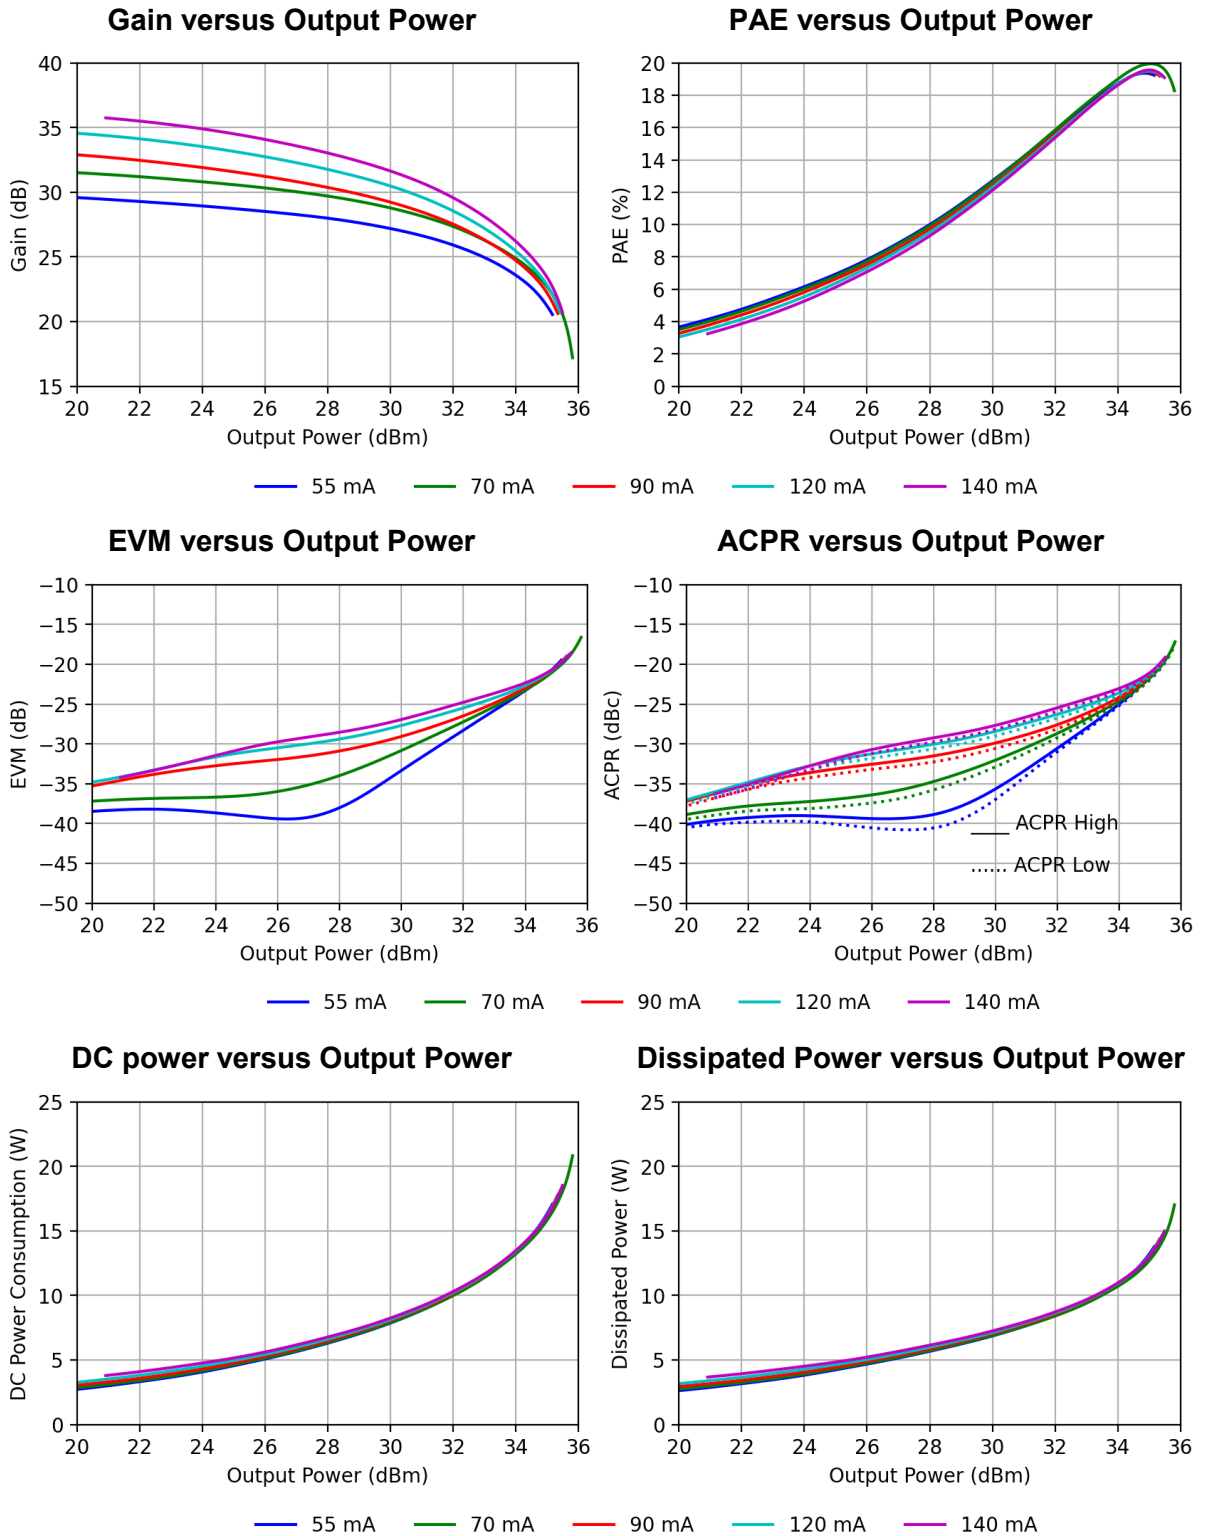 Gain versus Output Power
PAE versus Output Power
40
35
30
25
20
15
Gain (dB)
20 22 24 26 28 30 32 34 36
Output Power (dBm)
20
18
16
14
12
10
8
6
4
2
0
PAE (%)
20 22 24 26 28 30 32 34 36
Output Power (dBm)
55 mA 70 mA 90 mA 120 mA 140 mA
EVM versus Output Power
ACPR versus Output Power
−10
−15
−20
−25
−30
−35
−40
−45
−50
EVM (dB)
20 22 24 26 28 30 32 34 36
Output Power (dBm)
−10
−15
−20
−25
−30
−35
−40
−45
−50
ACPR (dBc)
ACPR High
ACPR Low
20 22 24 26 28 30 32 34 36
Output Power (dBm)
55 mA 70 mA 90 mA 120 mA 140 mA
DC power versus Output Power
Dissipated Power versus Output Power
25
20
15
10
5
0
DC Power Consumption (W)
20 22 24 26 28 30 32 34 36
Output Power (dBm)
25
20
15
10
5
0
Dissipated Power (W)
20 22 24 26 28 30 32 34 36
Output Power (dBm)
55 mA 70 mA 90 mA 120 mA 140 mA